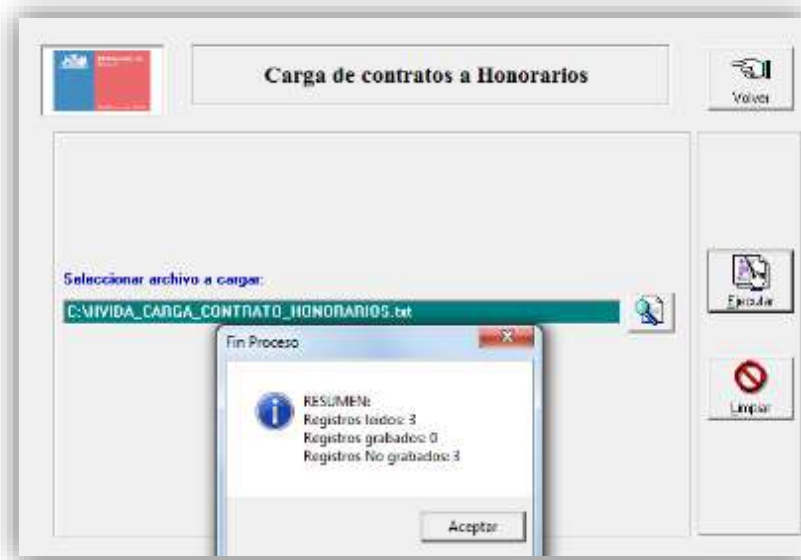 Carga de contratos a Honorarios
Volver
Seleccionar archivo a cargar:
C:\HVIDA_CARGA_CONTRATO_HONORARIOS.txt
Ejecutar
Limpiar
Fin Proceso
RESUMEN:
Registros leidos: 3
Registros grabados: 0
Registros No grabados: 3
Aceptar